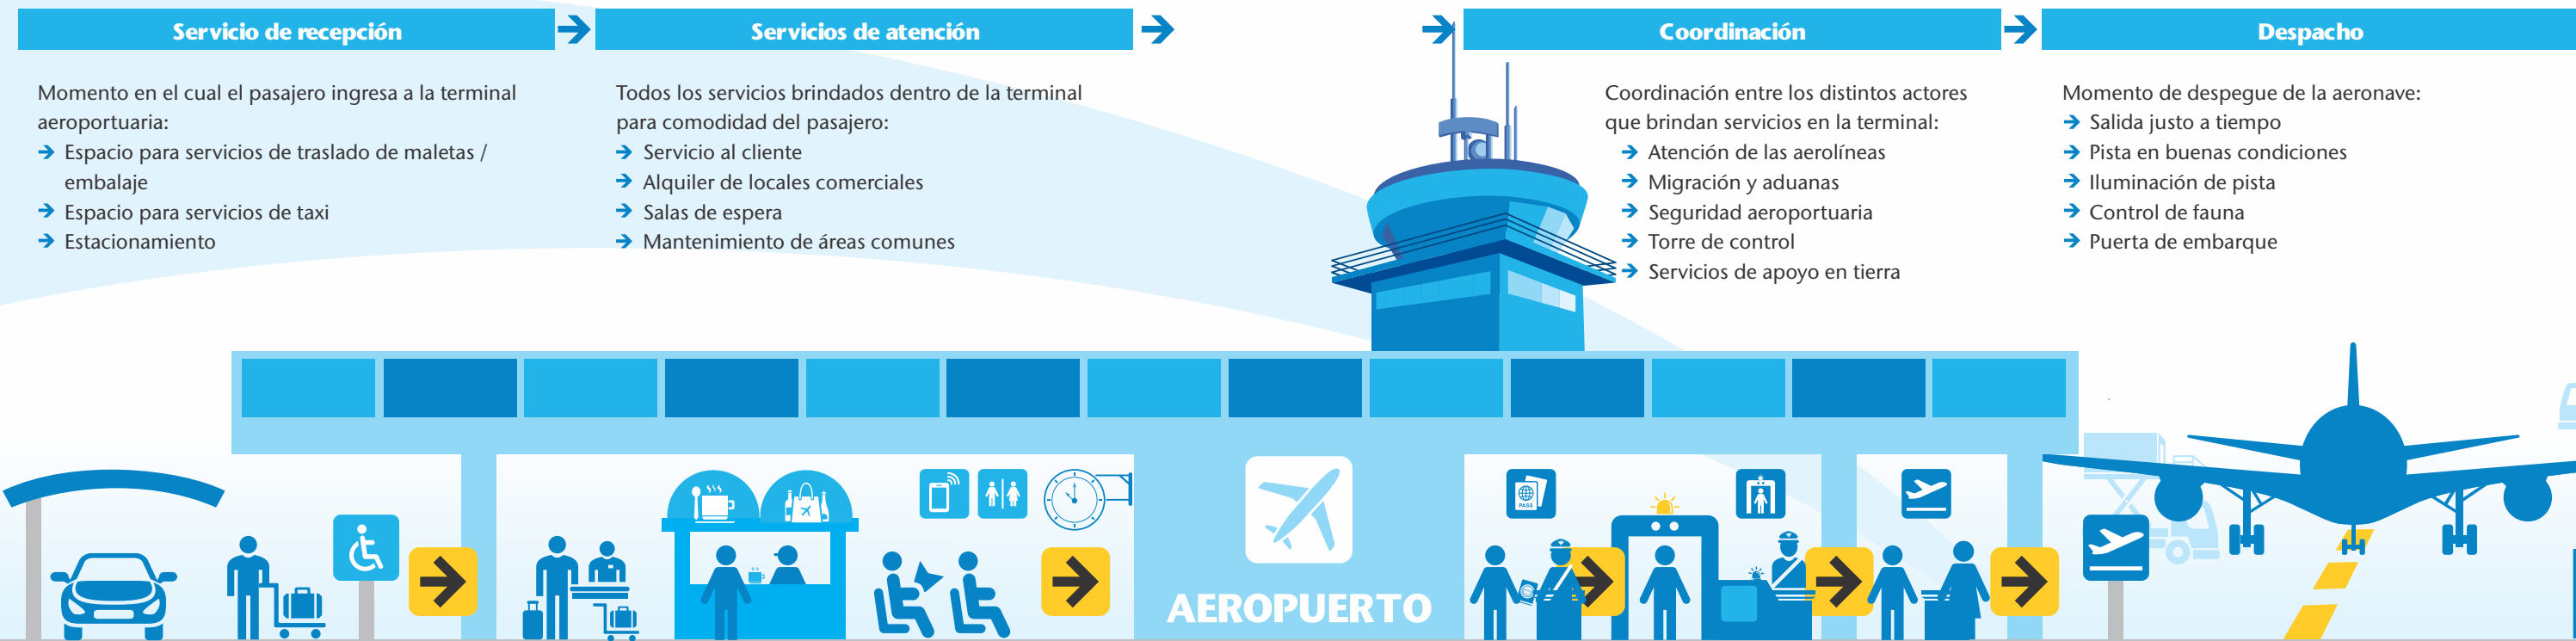 Servicio de recepción
Momento en el cual el pasajero ingresa a la terminal
aeroportuaria:
Espacio para servicios de traslado de maletas /
embalaje
Espacio para servicios de taxi
Estacionamiento
Servicios de atención
Todos los servicios brindados dentro de la terminal
para comodidad del pasajero:
Servicio al cliente
Alquiler de locales comerciales
Salas de espera
Mantenimiento de áreas comunes
Coordinación
Coordinación entre los distintos actores
que brindan servicios en la terminal:
Atención de las aerolíneas
Migración y aduanas
Seguridad aeroportuaria
Torre de control
Servicios de apoyo en tierra
Despacho
Momento de despegue de la aeronave:
Salida justo a tiempo
Pista en buenas condiciones
Iluminación de pista
Control de fauna
Puerta de embarque
AEROPUERTO
PASS